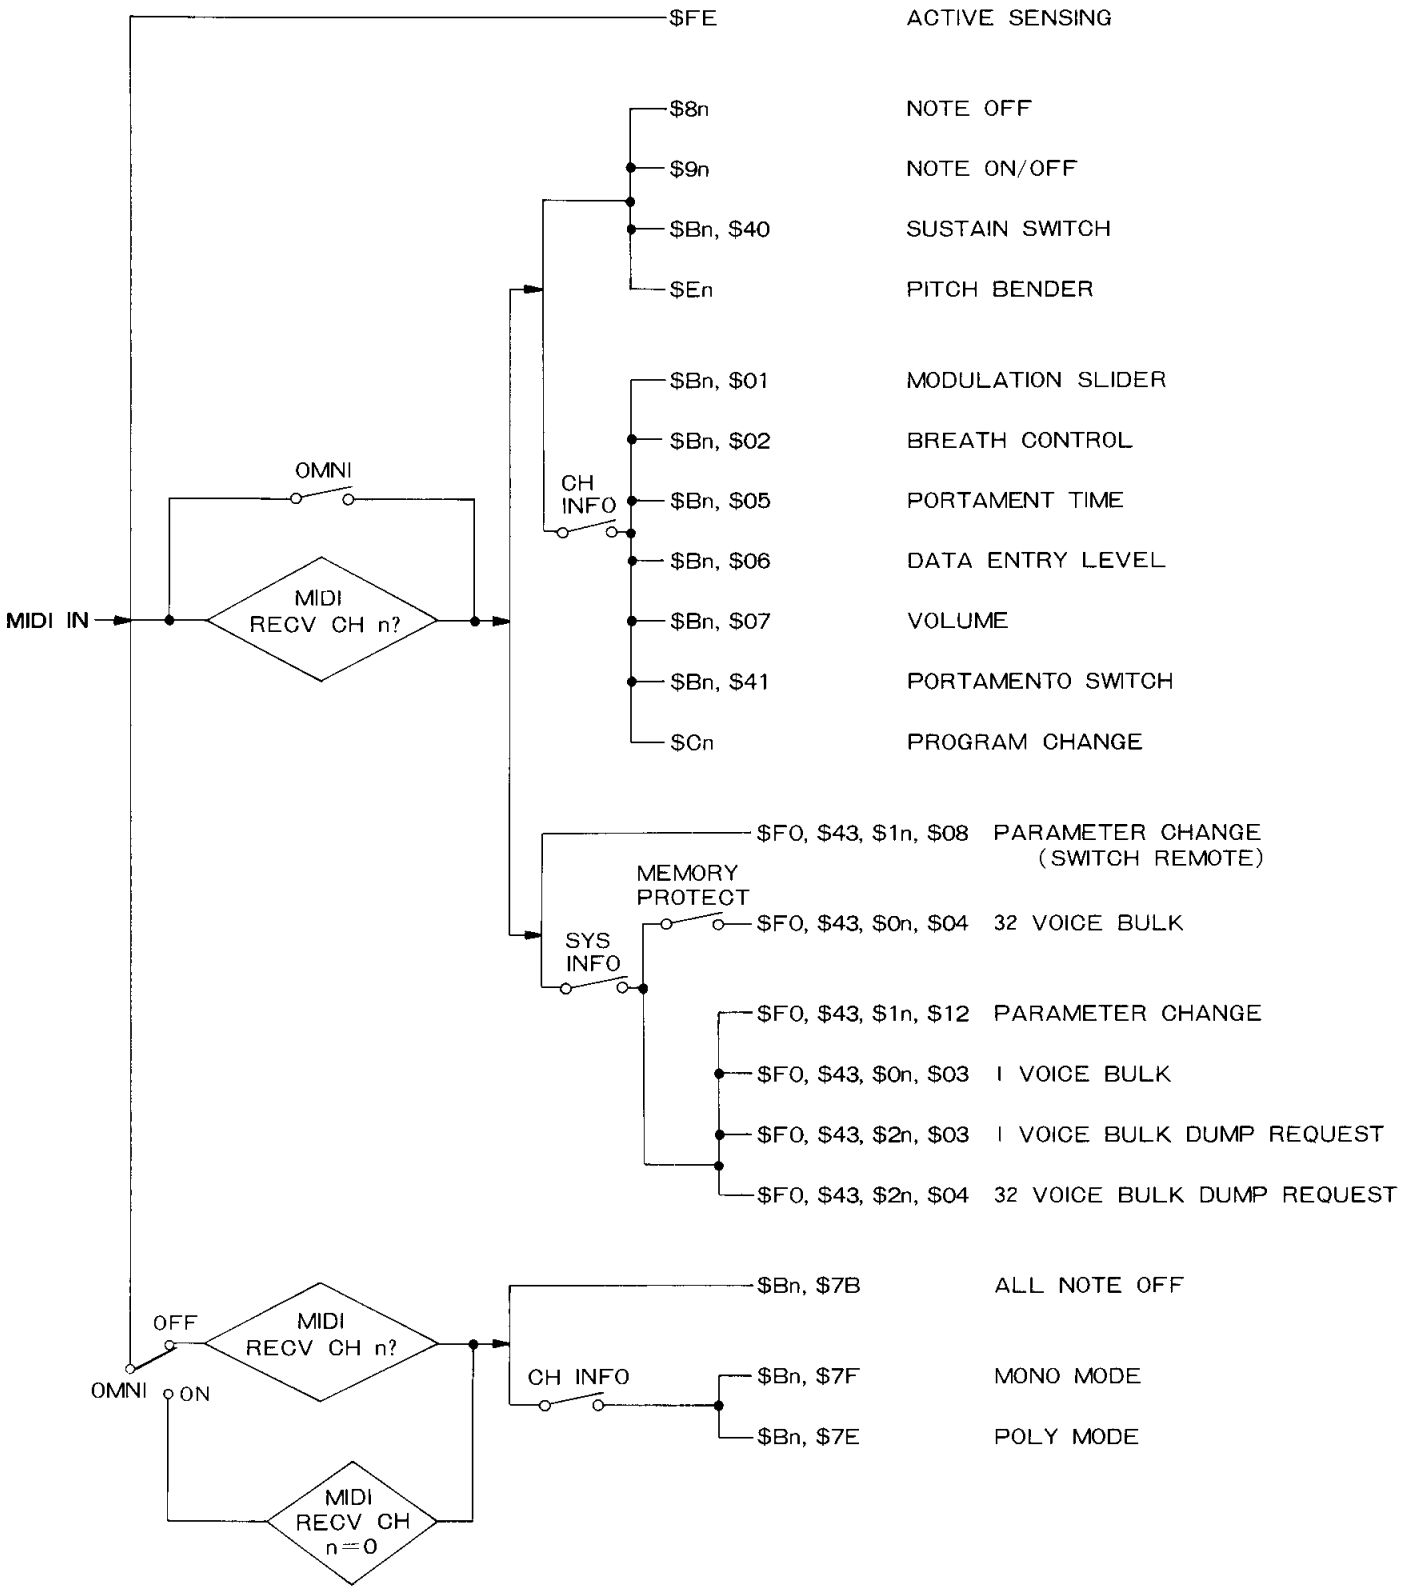 $FE ACTIVE SENSING
$8n NOTE OFF
$9n NOTE ON/OFF
$Bn, $40 SUSTAIN SWITCH
$En PITCH BENDER
$Bn, $01 MODULATION SLIDER
$Bn, $02 BREATH CONTROL
OMNI
CH
INFO
$Bn, $05 PORTAMENT TIME
$Bn, $06 DATA ENTRY LEVEL
MIDI IN
MIDI
RECV CH n?
$Bn, $07 VOLUME
$Bn, $41 PORTAMENTO SWITCH
$Cn PROGRAM CHANGE
$F0, $43, $1n, $08 PARAMETER CHANGE
(SWITCH REMOTE)
MEMORY
PROTECT
$F0, $43, $0n, $04 32 VOICE BULK
SYS
INFO
$F0, $43, $1n, $12 PARAMETER CHANGE
$F0, $43, $0n, $03 1 VOICE BULK
$F0, $43, $2n, $03 1 VOICE BULK DUMP REQUEST
$F0, $43, $2n, $04 32 VOICE BULK DUMP REQUEST
$Bn, $7B ALL NOTE OFF
OFF
MIDI
RECV CH n?
OMNI
ON
CH INFO
$Bn, $7F MONO MODE
$Bn, $7E POLY MODE
MIDI
RECV CH
n=0